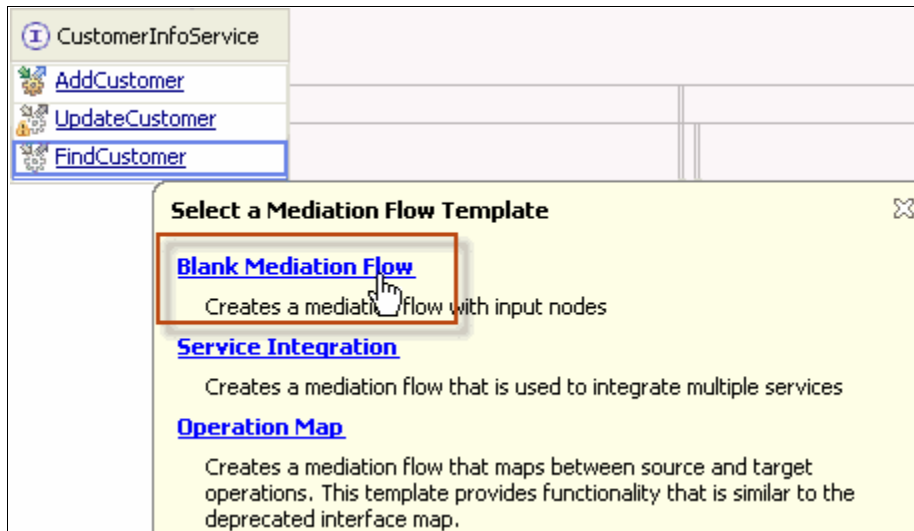 CustomerInfoService
AddCustomer
UpdateCustomer
FindCustomer
Select a Mediation Flow Template
Blank Mediation Flow
Creates a mediation flow with input nodes
Service Integration
Creates a mediation flow that is used to integrate multiple services
Operation Map
Creates a mediation flow that maps between source and target
operations. This template provides functionality that is similar to the
deprecated interface map.